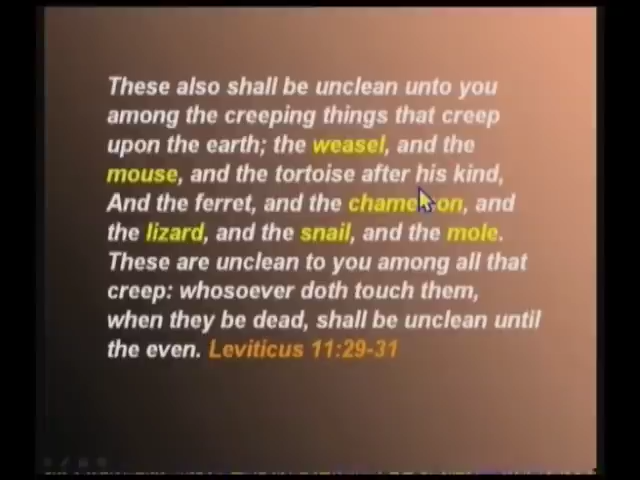 These also shall be unclean unto you
among the creeping things that creep
upon the earth; the weasel, and the
mouse, and the tortoise after his kind,
And the ferret, and the chameleon, and
the lizard, and the snail, and the mole.
These are unclean to you among all that
creep: whosoever doth touch them,
when they be dead, shall be unclean until
the even. Leviticus 11:29-31